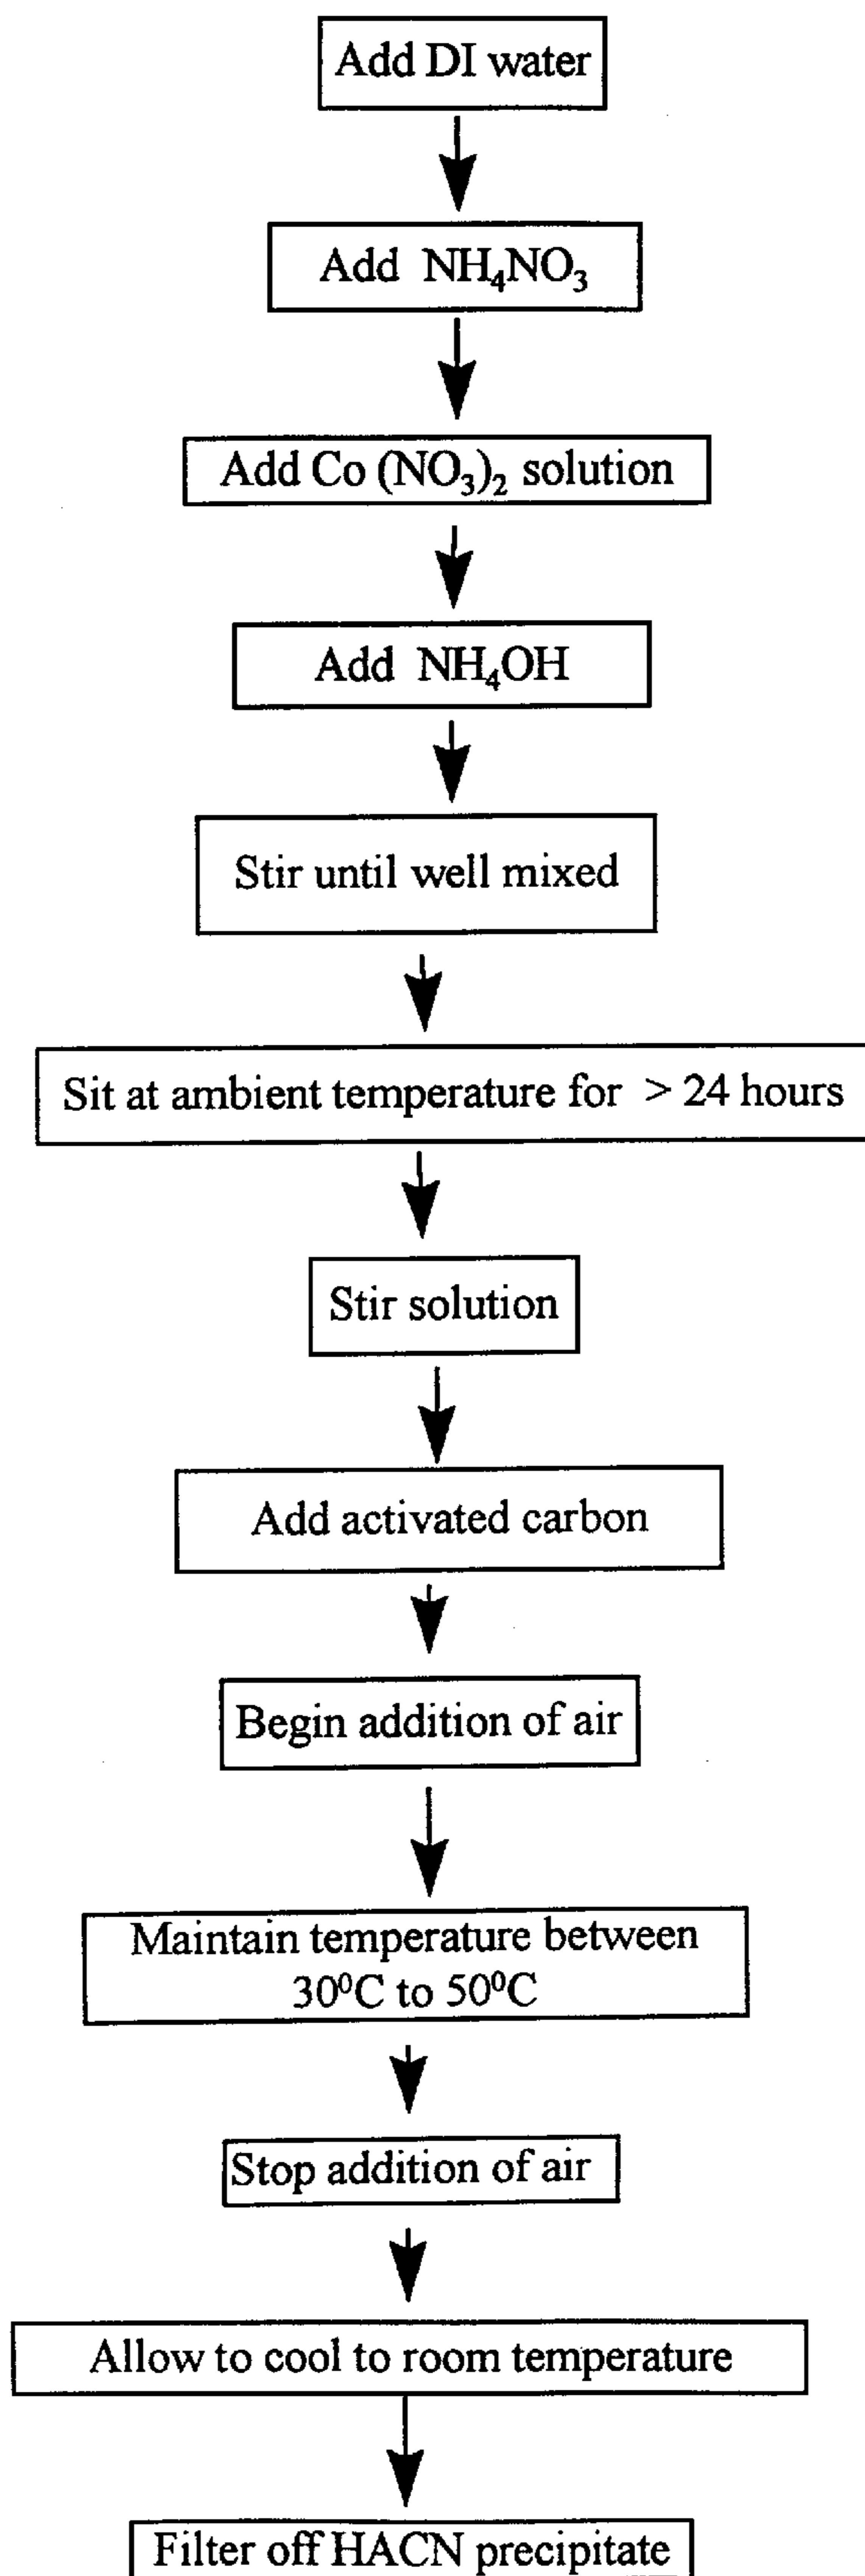 Add DI water
Add NH₄NO₃
Add Co (NO₃)₂ solution
Add NH₄OH
Stir until well mixed
Sit at ambient temperature for > 24 hours
Stir solution
Add activated carbon
Begin addition of air
Maintain temperature between
30⁰C to 50⁰C
Stop addition of air
Allow to cool to room temperature
Filter off HACN precipitate